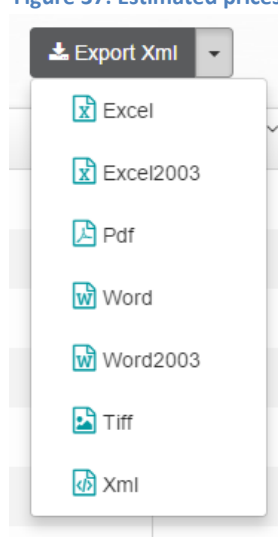 Figure 37: Estimated prices
Export Xml
Excel
Excel2003
Pdf
Word
Word2003
Tiff
Xml